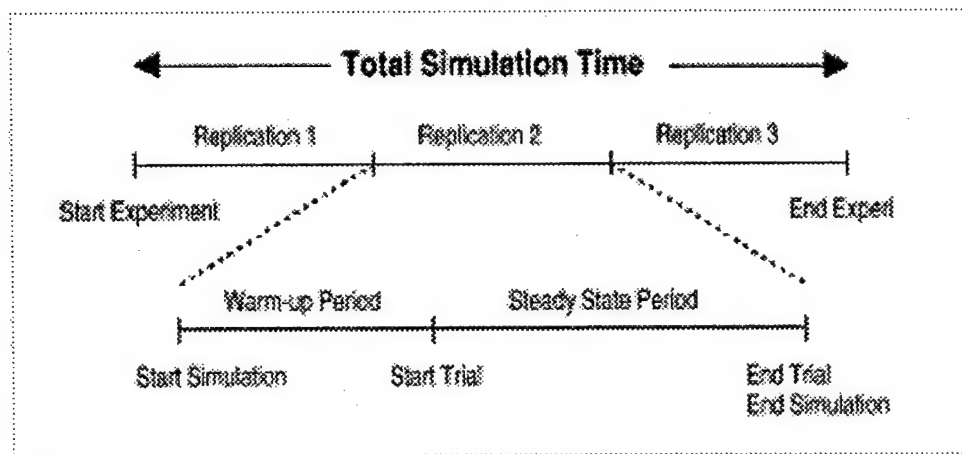 Total Simulation Time
Replication 1 Replication 2 Replication 3
Start Experiment End Experi
Warm-up Period Steady State Period
Start Simulation Start Trial End Trial
End Simulation